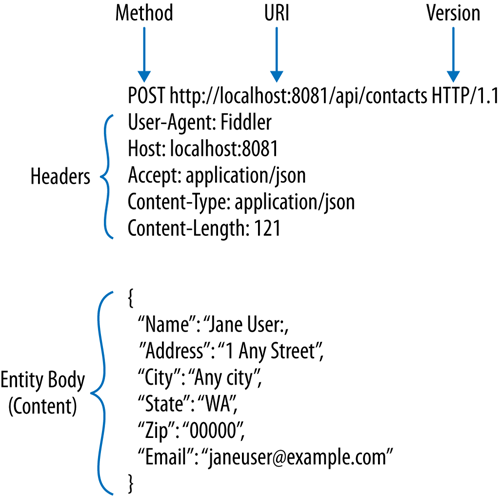 Method URI Version
POST http://localhost:8081/api/contacts HTTP/1.1
User-Agent: Fiddler
Host: localhost:8081
Headers
Accept: application/json
Content-Type: application/json
Content-Length: 121
{
“Name”: “Jane User:,
”Address”: “1 Any Street”,
“City”: “Any city”,
Entity Body
“State”: “WA”,
(Content)
“Zip”: “00000”,
“Email”: “janeuser@example.com”
}